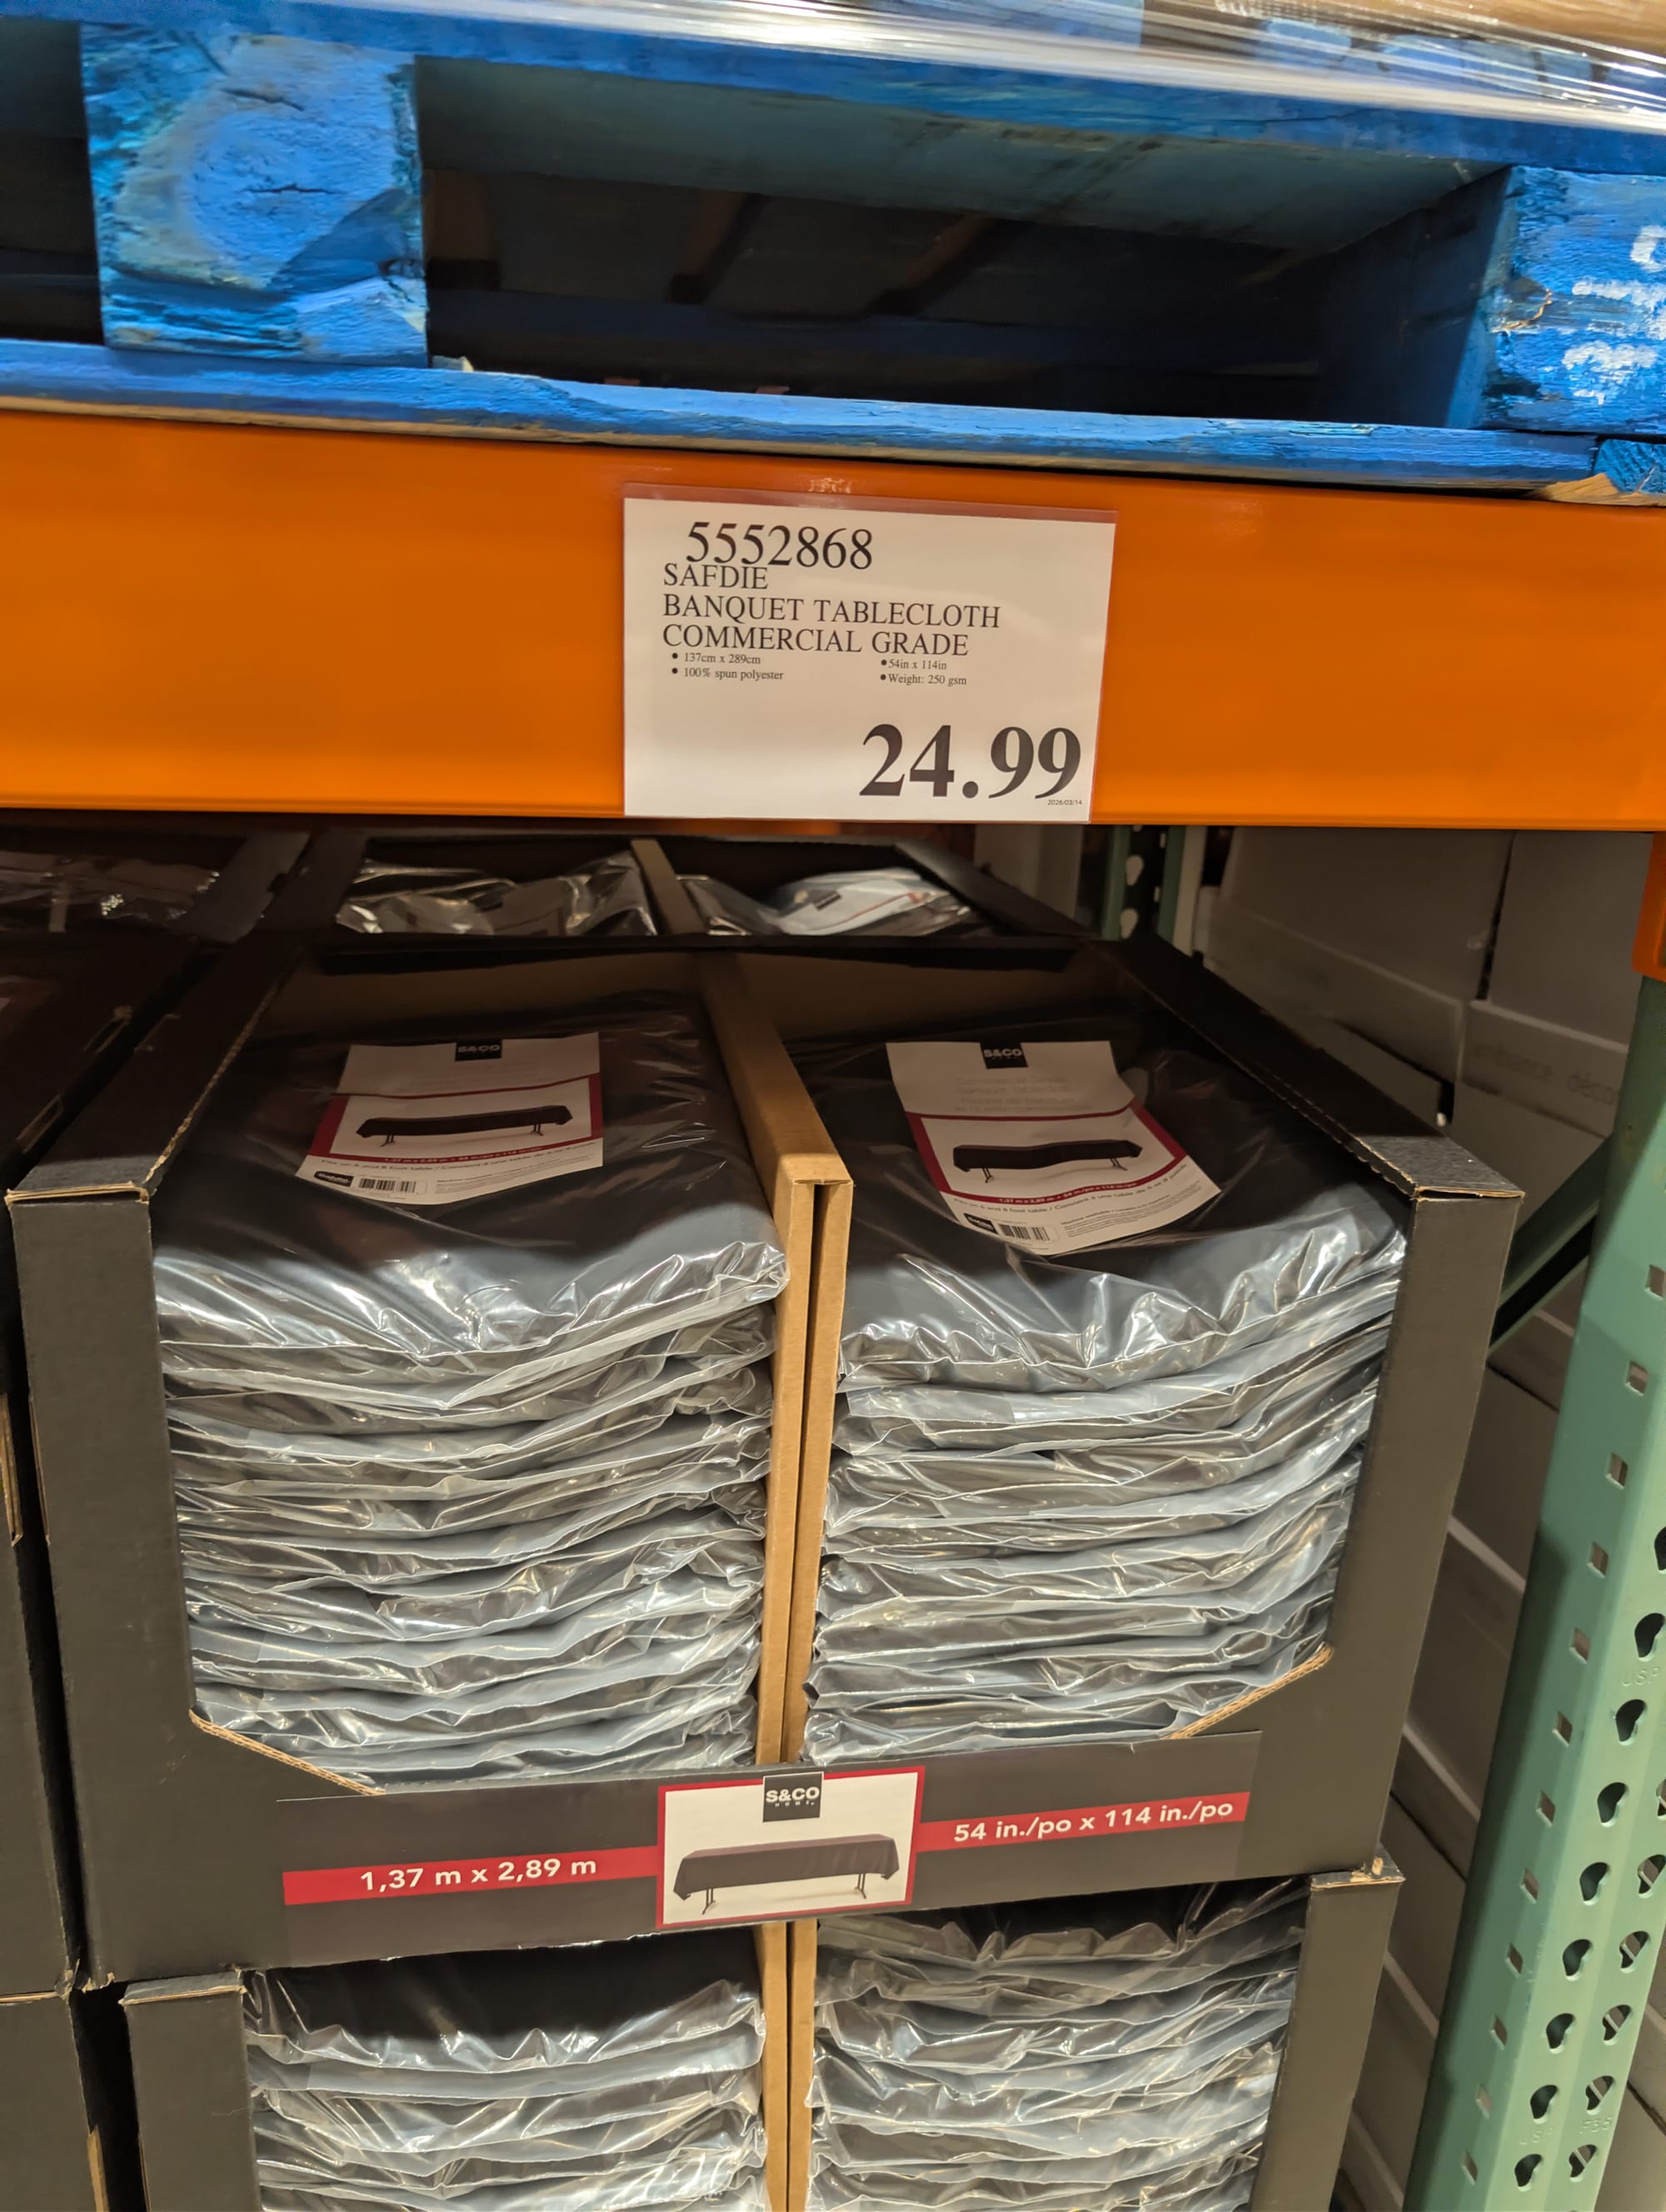 5552868
SAFDIE
BANQUET TABLECLOTH
COMMERCIAL GRADE
• 137cm x 289cm • 54in x 114in
• 100% spun polyester • Weight: 250 gsm
24.99
2026/03/14
S&CO
S&CO
1,37 m x 2,89 m
S&CO
HOME
54 in./po x 114 in./po